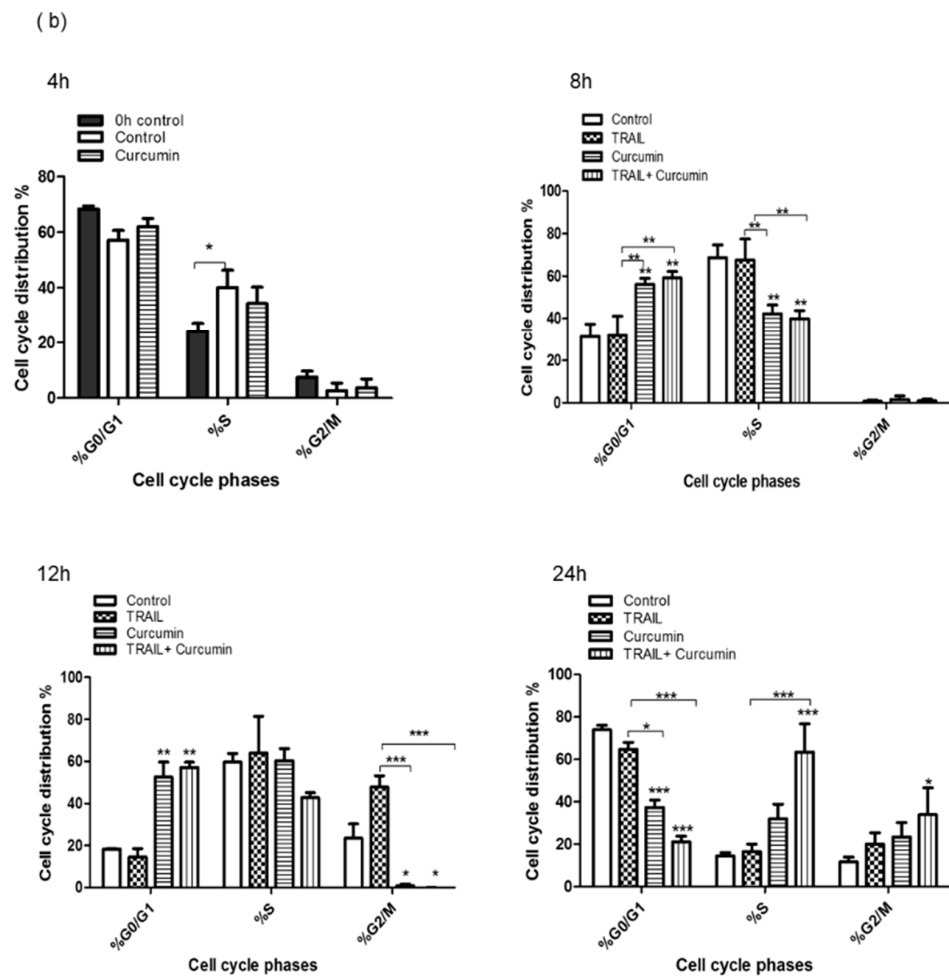 (b)
4h
0h control
Control
Curcumin
Cell cycle distribution %
80
60
40
20
0
*
%G0/G1
%S
%G2/M
Cell cycle phases
8h
Control
TRAIL
Curcumin
TRAIL+ Curcumin
Cell cycle distribution %
100
80
60
40
20
0
**
**
**
**
**
**
**
**
%G0/G1
%S
%G2/M
Cell cycle phases
12h
Control
TRAIL
Curcumin
TRAIL+ Curcumin
Cell cycle distribution %
100
80
60
40
20
0
**
**
***
***
*
*
%G0/G1
%S
%G2/M
Cell cycle phases
24h
Control
TRAIL
Curcumin
TRAIL+ Curcumin
Cell cycle distribution %
100
80
60
40
20
0
***
*
***
***
***
***
*
%G0/G1
%S
%G2/M
Cell cycle phases